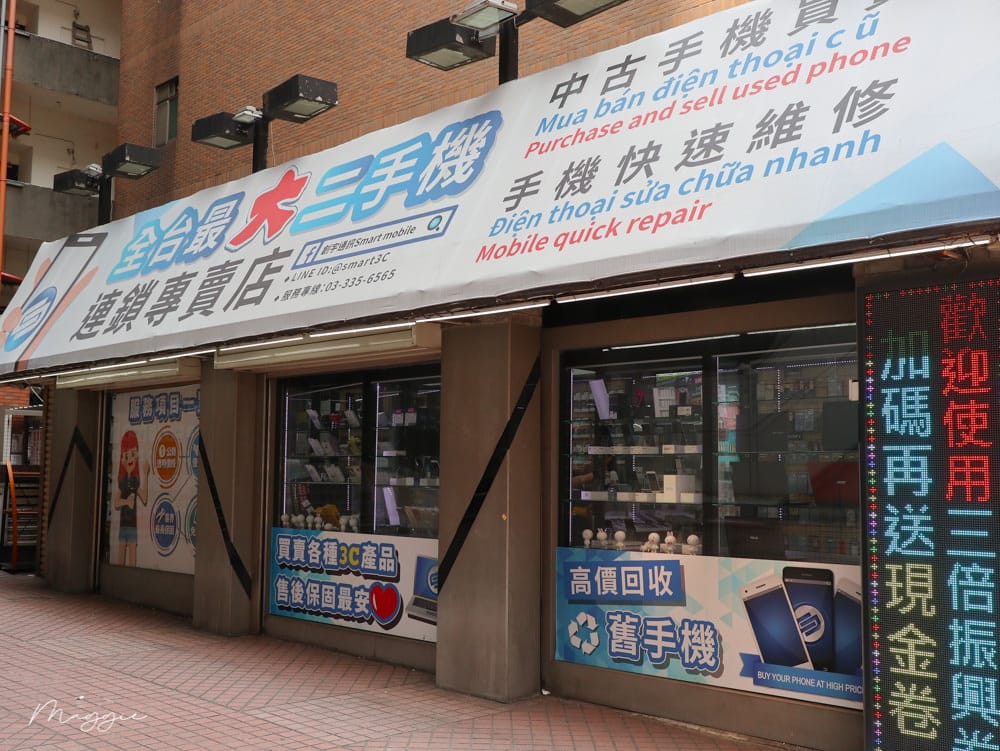 全台最大二手機
連鎖專賣店
創宇通訊Smart mobile
LINE ID:@smart3C
服務專線:03-335-6565
中古手機買
Mua bán điện thoại c ũ
Purchase and sell used phone
手機快速維修
Điện thoại sửa chữa nhanh
Mobile quick repair
服務項目一
買賣各種3C產品
售後保固最安
高價回收
舊手機
BUY YOUR PHONE AT HIGH PRIC
歡迎使用三倍振興券
加碼再送現金卷
Maggie